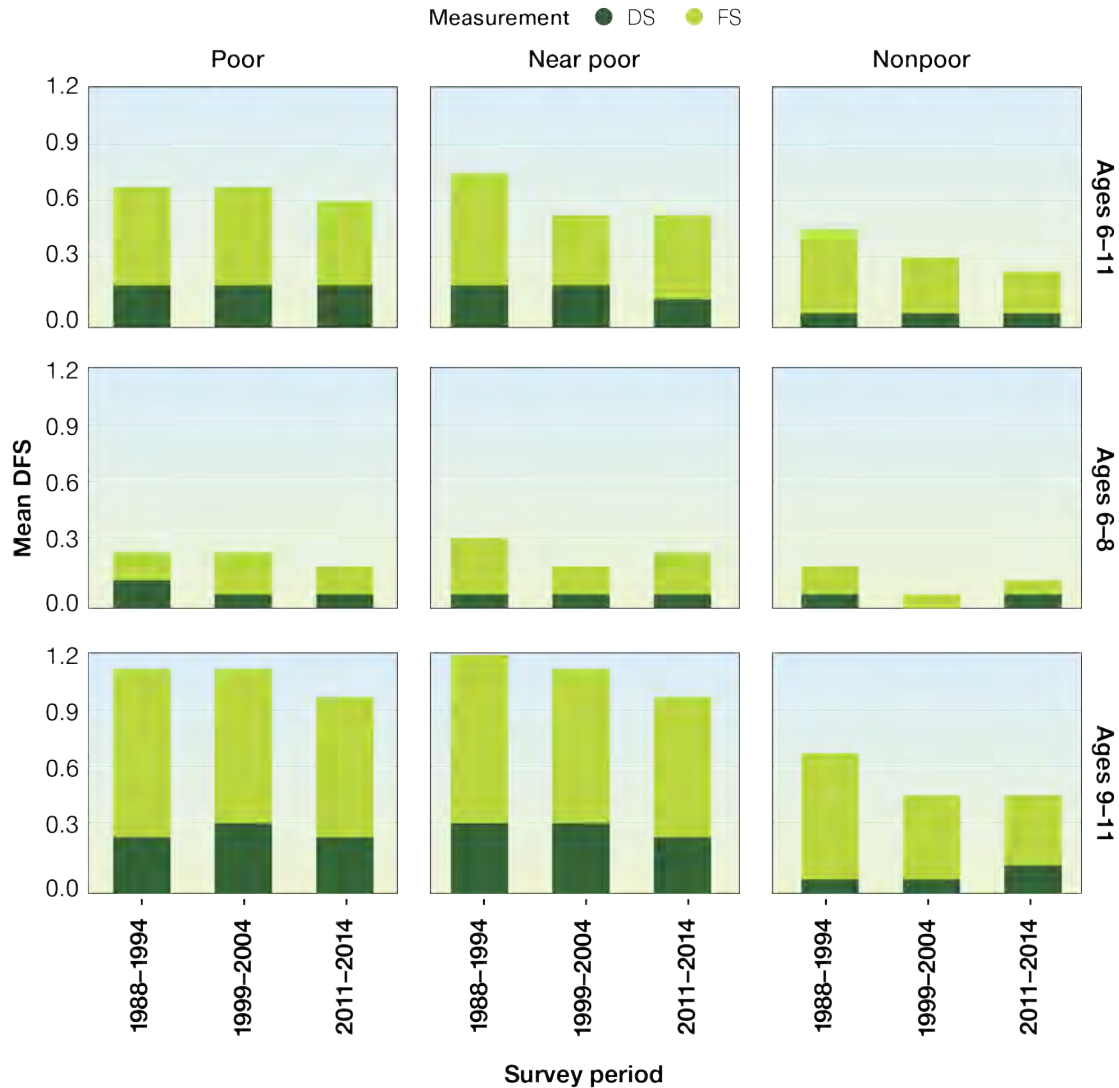 Measurement DS FS
Poor Near poor Nonpoor
1.2
0.9
0.6
0.3
0.0
Ages 6–11
1.2
0.9
0.6
0.3
0.0
Ages 6–8
Mean DFS
1.2
0.9
0.6
0.3
0.0
Ages 9–11
1988–1994 1999–2004 2011–2014 1988–1994 1999–2004 2011–2014 1988–1994 1999–2004 2011–2014
Survey period